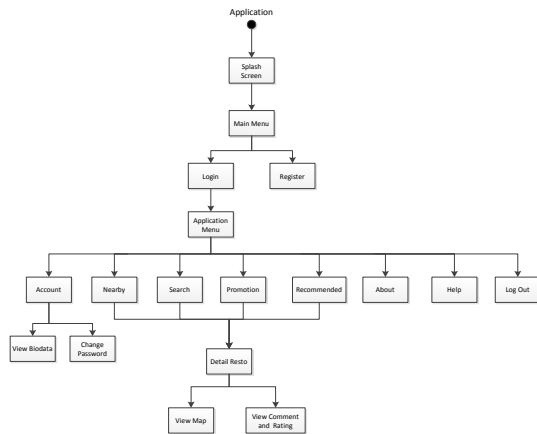 Application
Splash
Screen
Main Menu
Login
Register
Application
Menu
Account
Nearby
Search
Promotion
Recommended
About
Help
Log Out
View Biodata
Change
Password
Detail Resto
View Map
View Comment
and Rating